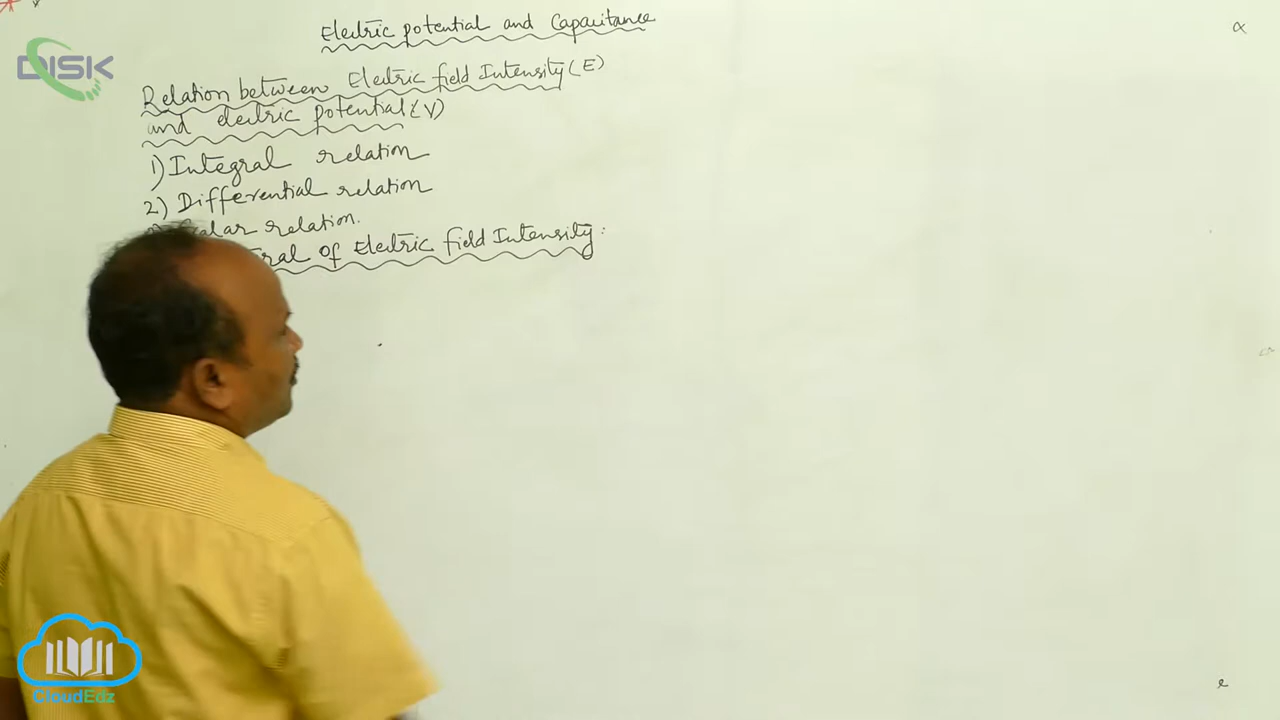 Electric potential and Capacitance
DISK
Relation between Electric field Intensity (E)
and electric potential (V)
1) Integral relation
2) Differential relation
relation.
of Electric field Intensity:
α
e
CloudEdz